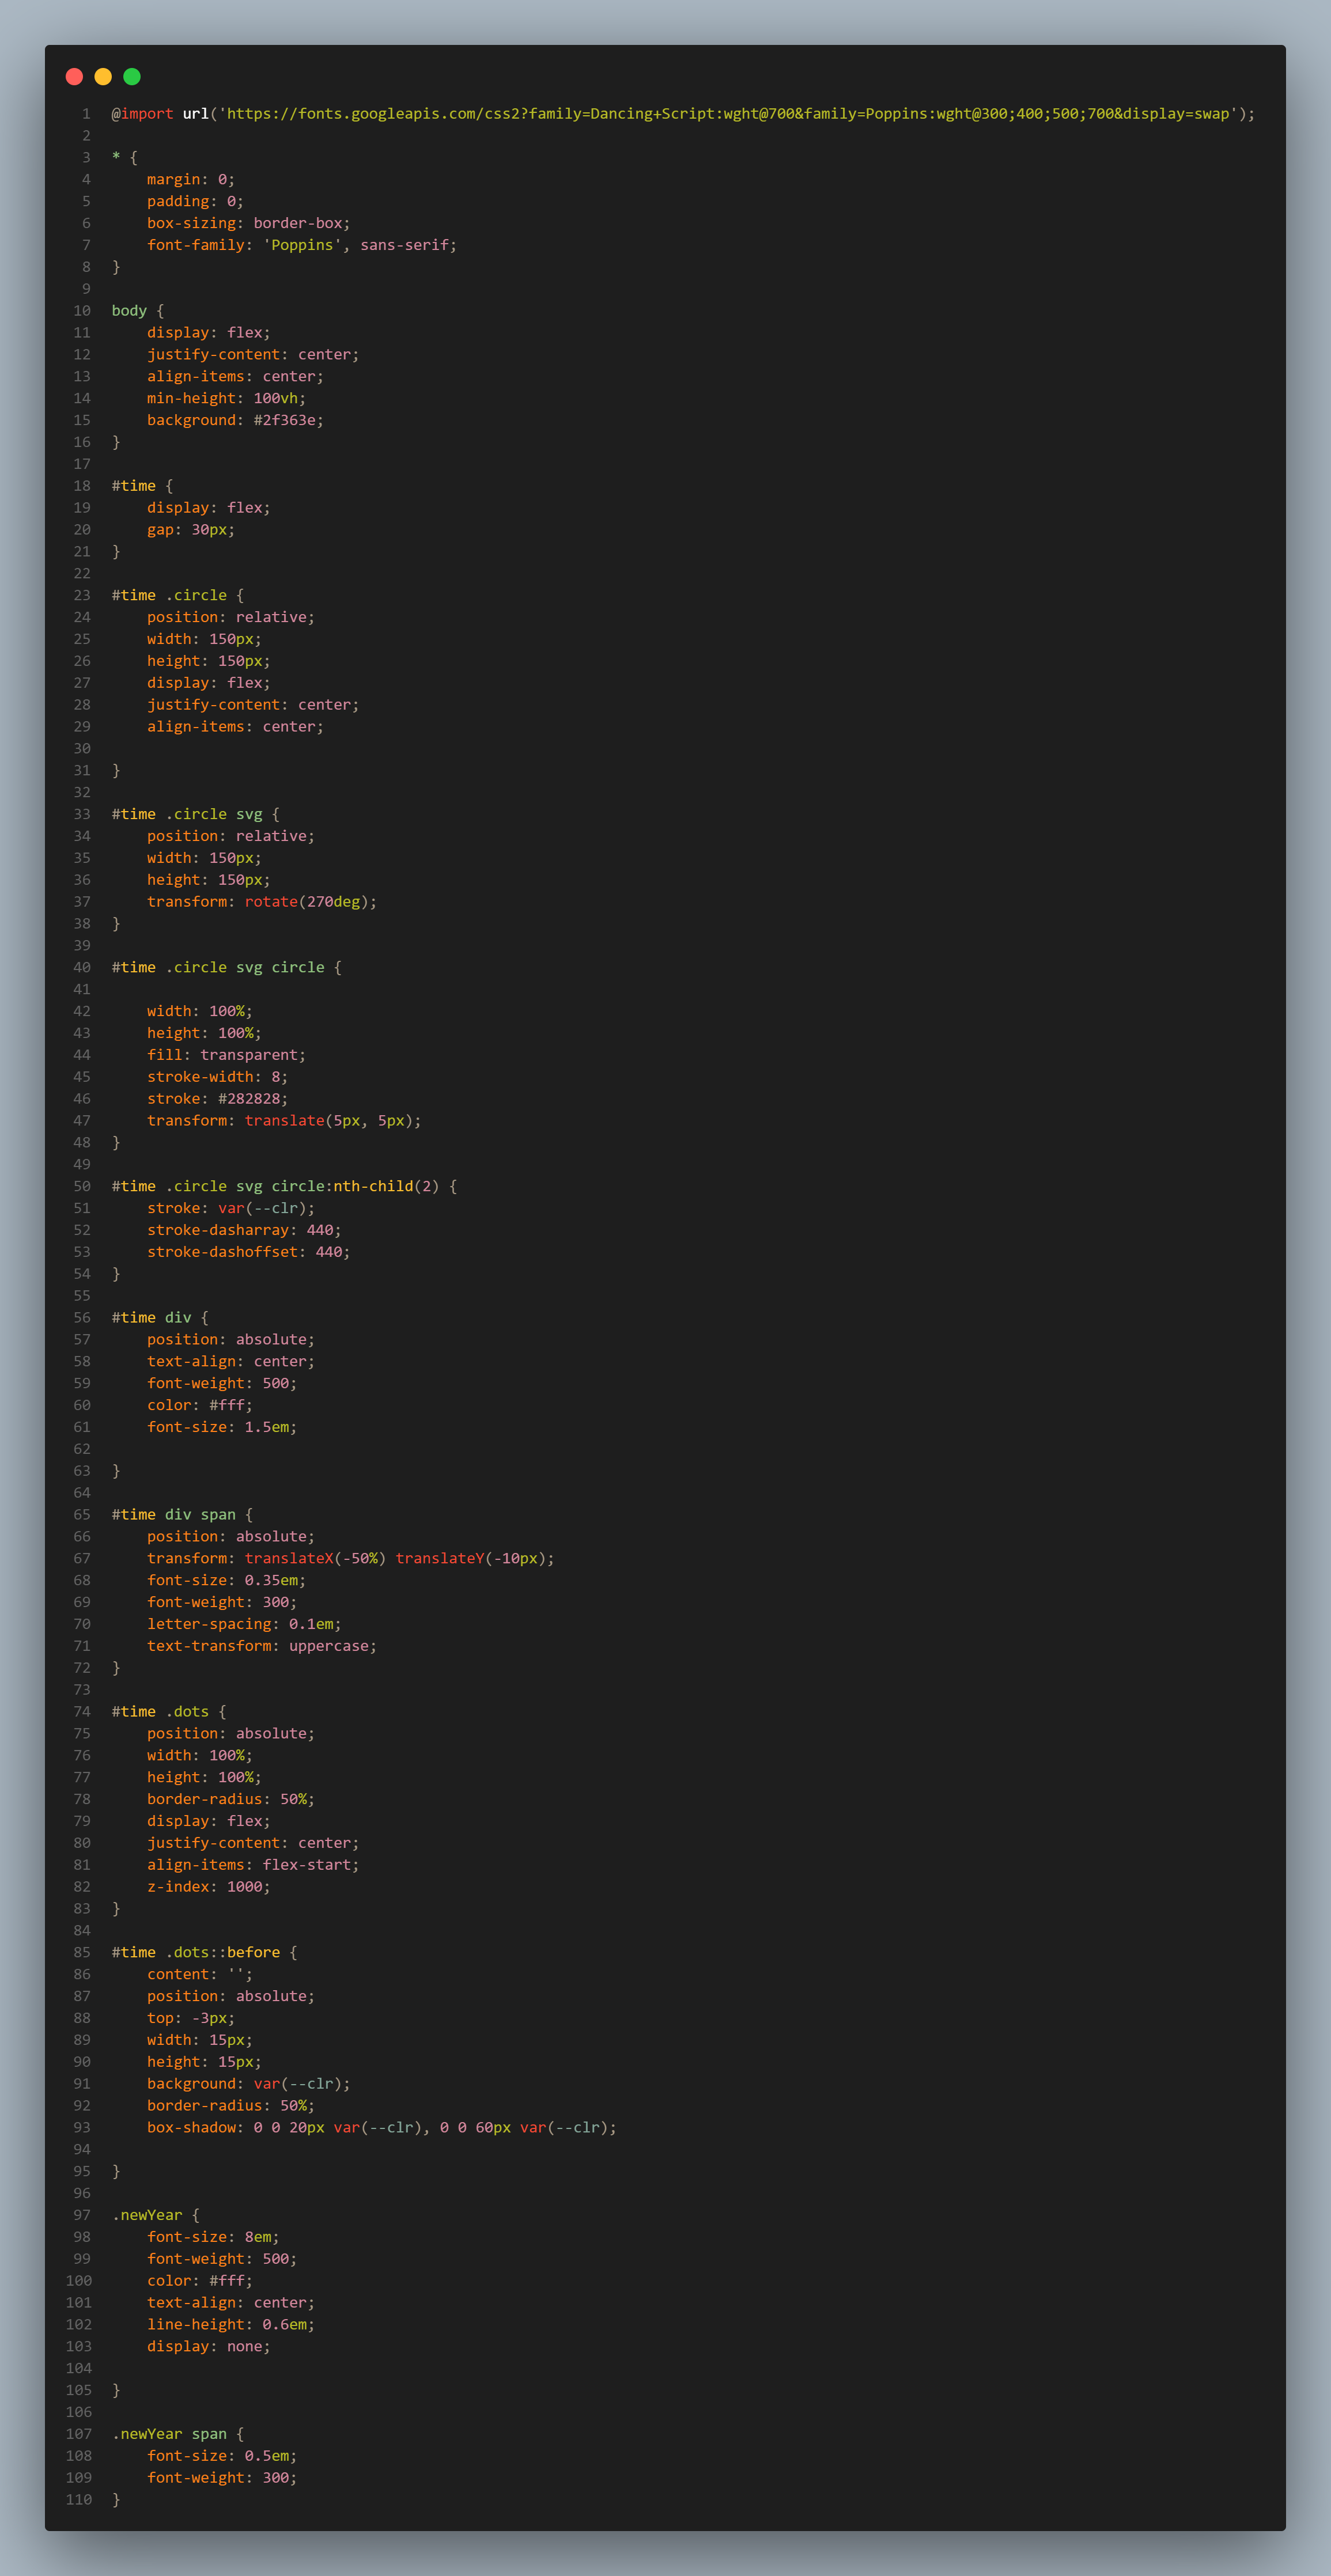 1 @import url('https://fonts.googleapis.com/css2?family=Dancing+Script:wght@700&family=Poppins:wght@300;400;500;700&display=swap');
2
3 * {
4     margin: 0;
5     padding: 0;
6     box-sizing: border-box;
7     font-family: 'Poppins', sans-serif;
8 }
9
10 body {
11     display: flex;
12     justify-content: center;
13     align-items: center;
14     min-height: 100vh;
15     background: #2f363e;
16 }
17
18 #time {
19     display: flex;
20     gap: 30px;
21 }
22
23 #time .circle {
24     position: relative;
25     width: 150px;
26     height: 150px;
27     display: flex;
28     justify-content: center;
29     align-items: center;
30
31 }
32
33 #time .circle svg {
34     position: relative;
35     width: 150px;
36     height: 150px;
37     transform: rotate(270deg);
38 }
39
40 #time .circle svg circle {
41
42     width: 100%;
43     height: 100%;
44     fill: transparent;
45     stroke-width: 8;
46     stroke: #282828;
47     transform: translate(5px, 5px);
48 }
49
50 #time .circle svg circle:nth-child(2) {
51     stroke: var(--clr);
52     stroke-dasharray: 440;
53     stroke-dashoffset: 440;
54 }
55
56 #time div {
57     position: absolute;
58     text-align: center;
59     font-weight: 500;
60     color: #fff;
61     font-size: 1.5em;
62
63 }
64
65 #time div span {
66     position: absolute;
67     transform: translateX(-50%) translateY(-10px);
68     font-size: 0.35em;
69     font-weight: 300;
70     letter-spacing: 0.1em;
71     text-transform: uppercase;
72 }
73
74 #time .dots {
75     position: absolute;
76     width: 100%;
77     height: 100%;
78     border-radius: 50%;
79     display: flex;
80     justify-content: center;
81     align-items: flex-start;
82     z-index: 1000;
83 }
84
85 #time .dots::before {
86     content: '';
87     position: absolute;
88     top: -3px;
89     width: 15px;
90     height: 15px;
91     background: var(--clr);
92     border-radius: 50%;
93     box-shadow: 0 0 20px var(--clr), 0 0 60px var(--clr);
94
95 }
96
97 .newYear {
98     font-size: 8em;
99     font-weight: 500;
100     color: #fff;
101     text-align: center;
102     line-height: 0.6em;
103     display: none;
104
105 }
106
107 .newYear span {
108     font-size: 0.5em;
109     font-weight: 300;
110 }